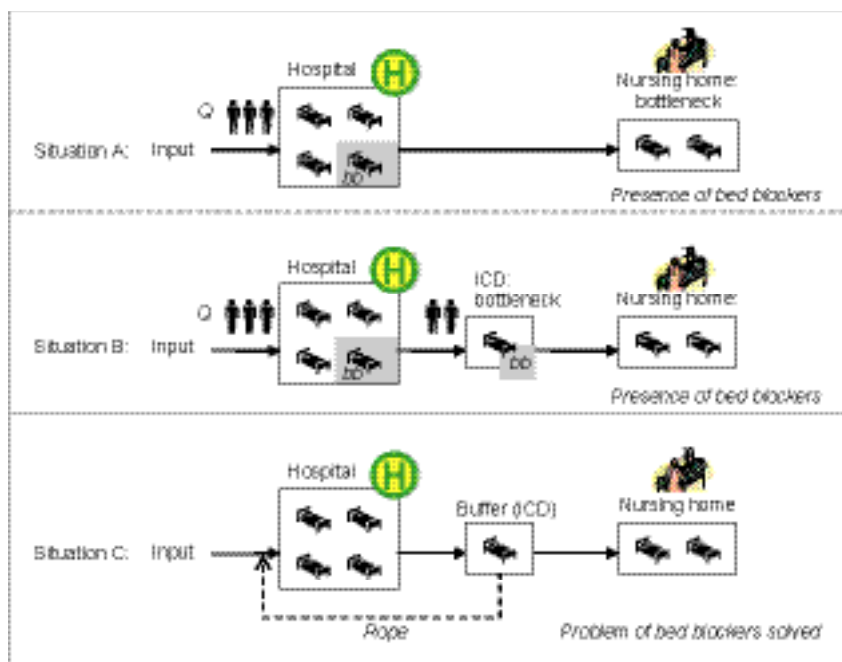 Hospital
H
Nursing home:
bottleneck
Q
Situation A:
Input
bb
Presence of bed blockers
Hospital
H
ICD:
bottleneck
Nursing home:
Q
Situation B:
Input
bb
bb
Presence of bed blockers
Hospital
H
Buffer (ICD)
Nursing home
Situation C:
Input
Rope
Problem of bed blockers solved